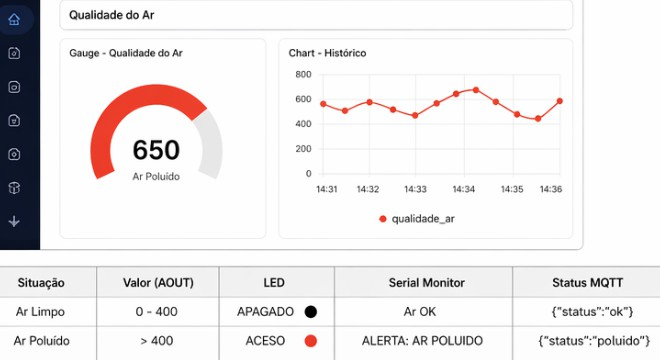 Qualidade do Ar
Gauge - Qualidade do Ar
650
Ar Poluído
Chart - Histórico
800
600
400
200
0
14:31 14:32 14:33 14:34 14:35 14:36
qualidade_ar
Situação Valor (AOUT) LED Serial Monitor Status MQTT
Ar Limpo 0 - 400 APAGADO Ar OK {"status":"ok"}
Ar Poluído > 400 ACESO ALERTA: AR POLUIDO {"status":"poluido"}